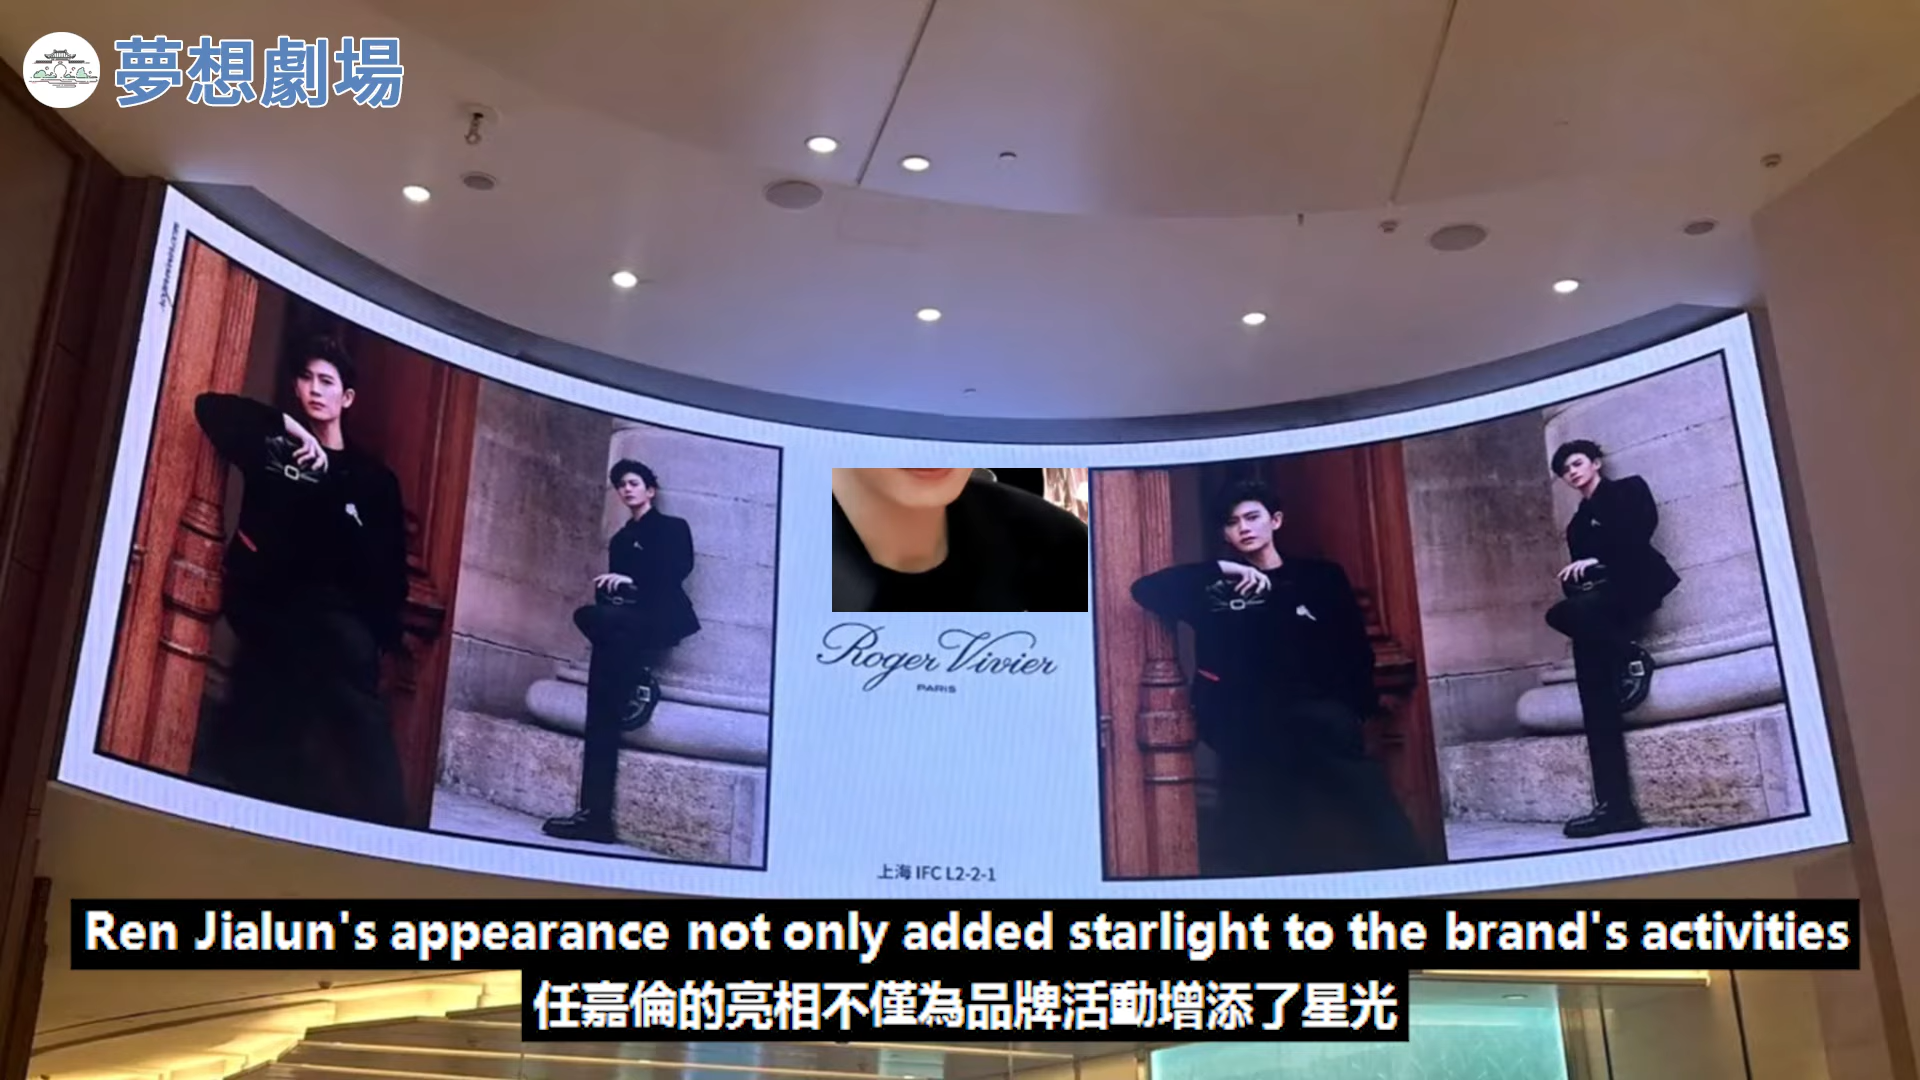 夢想劇場
Roger Vivier
PARIS
上海 IFC L2-2-1
Ren Jialun's appearance not only added starlight to the brand's activities
任嘉倫的亮相不僅為品牌活動增添了星光